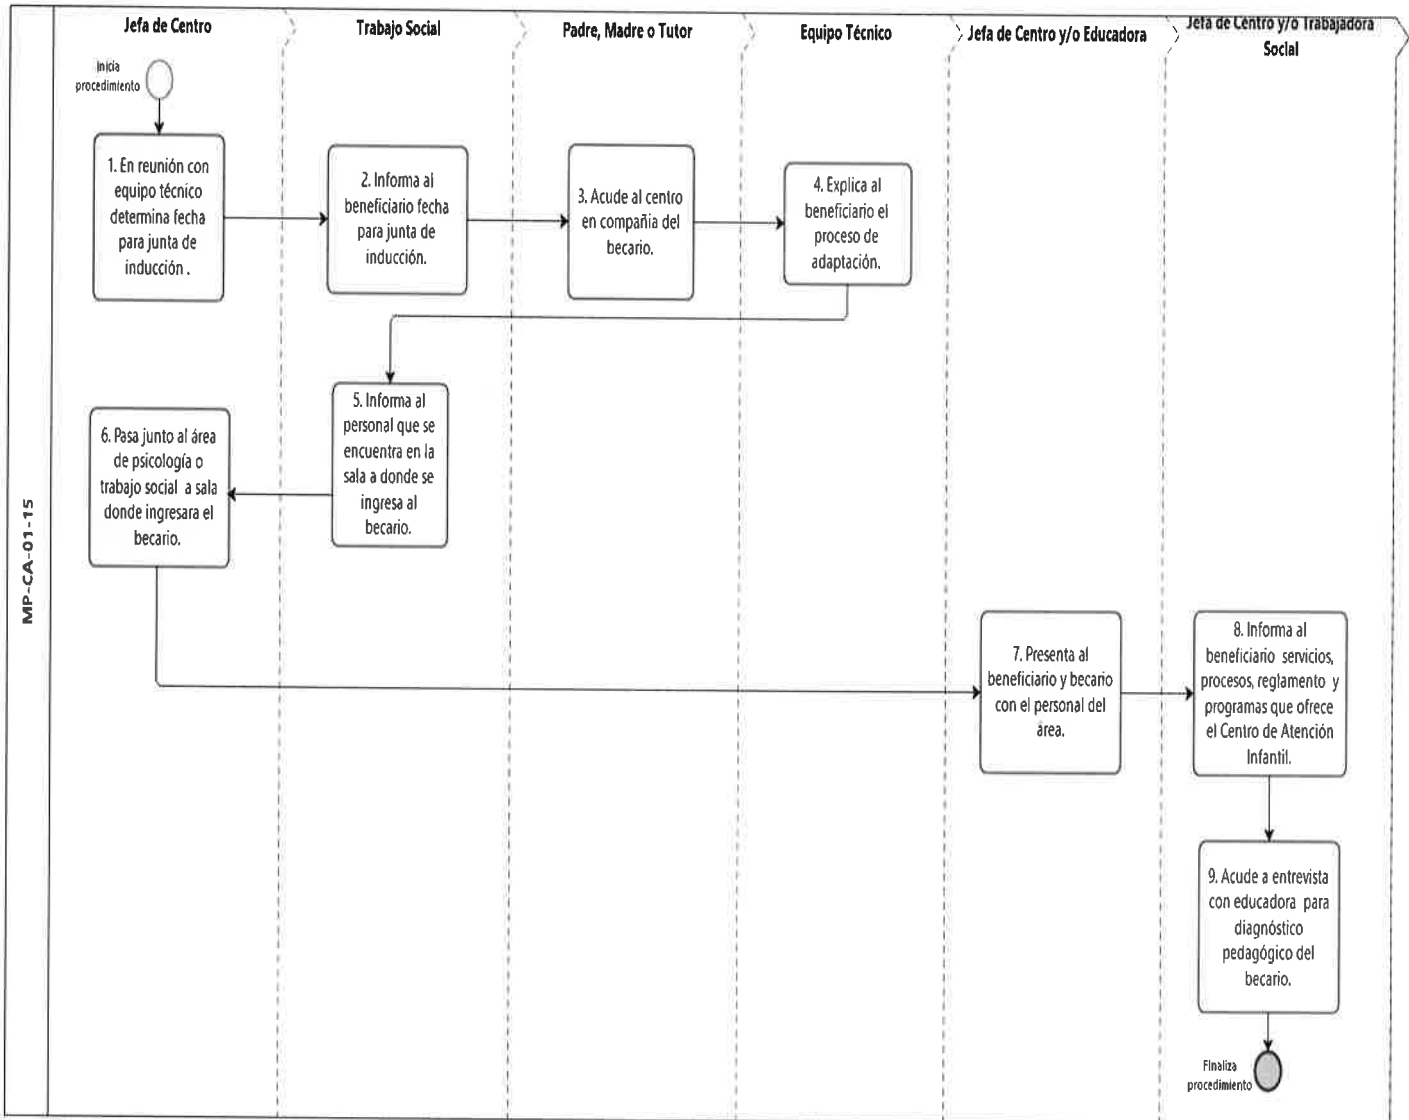 Jefa de Centro
Trabajo Social
Padre, Madre o Tutor
Equipo Técnico
Jefa de Centro y/o Educadora
Jefa de Centro y/o Trabajadora
Social
Inicia
procedimiento
1. En reunión con
equipo técnico
determina fecha
para junta de
inducción .
2. Informa al
beneficiario fecha
para junta de
inducción.
3. Acude al centro
en compañia del
becario.
4. Explica al
beneficiario el
proceso de
adaptación.
5. Informa al
personal que se
encuentra en la
sala a donde se
ingresa al
becario.
6. Pasa junto al área
de psicología o
trabajo social a sala
donde ingresara el
becario.
MP-CA-01-15
7. Presenta al
beneficiario y becario
con el personal del
área.
8. Informa al
beneficiario servicios,
procesos, reglamento y
programas que ofrece
el Centro de Atención
Infantil.
9. Acude a entrevista
con educadora para
diagnóstico
pedagógico del
becario.
Finaliza
procedimiento